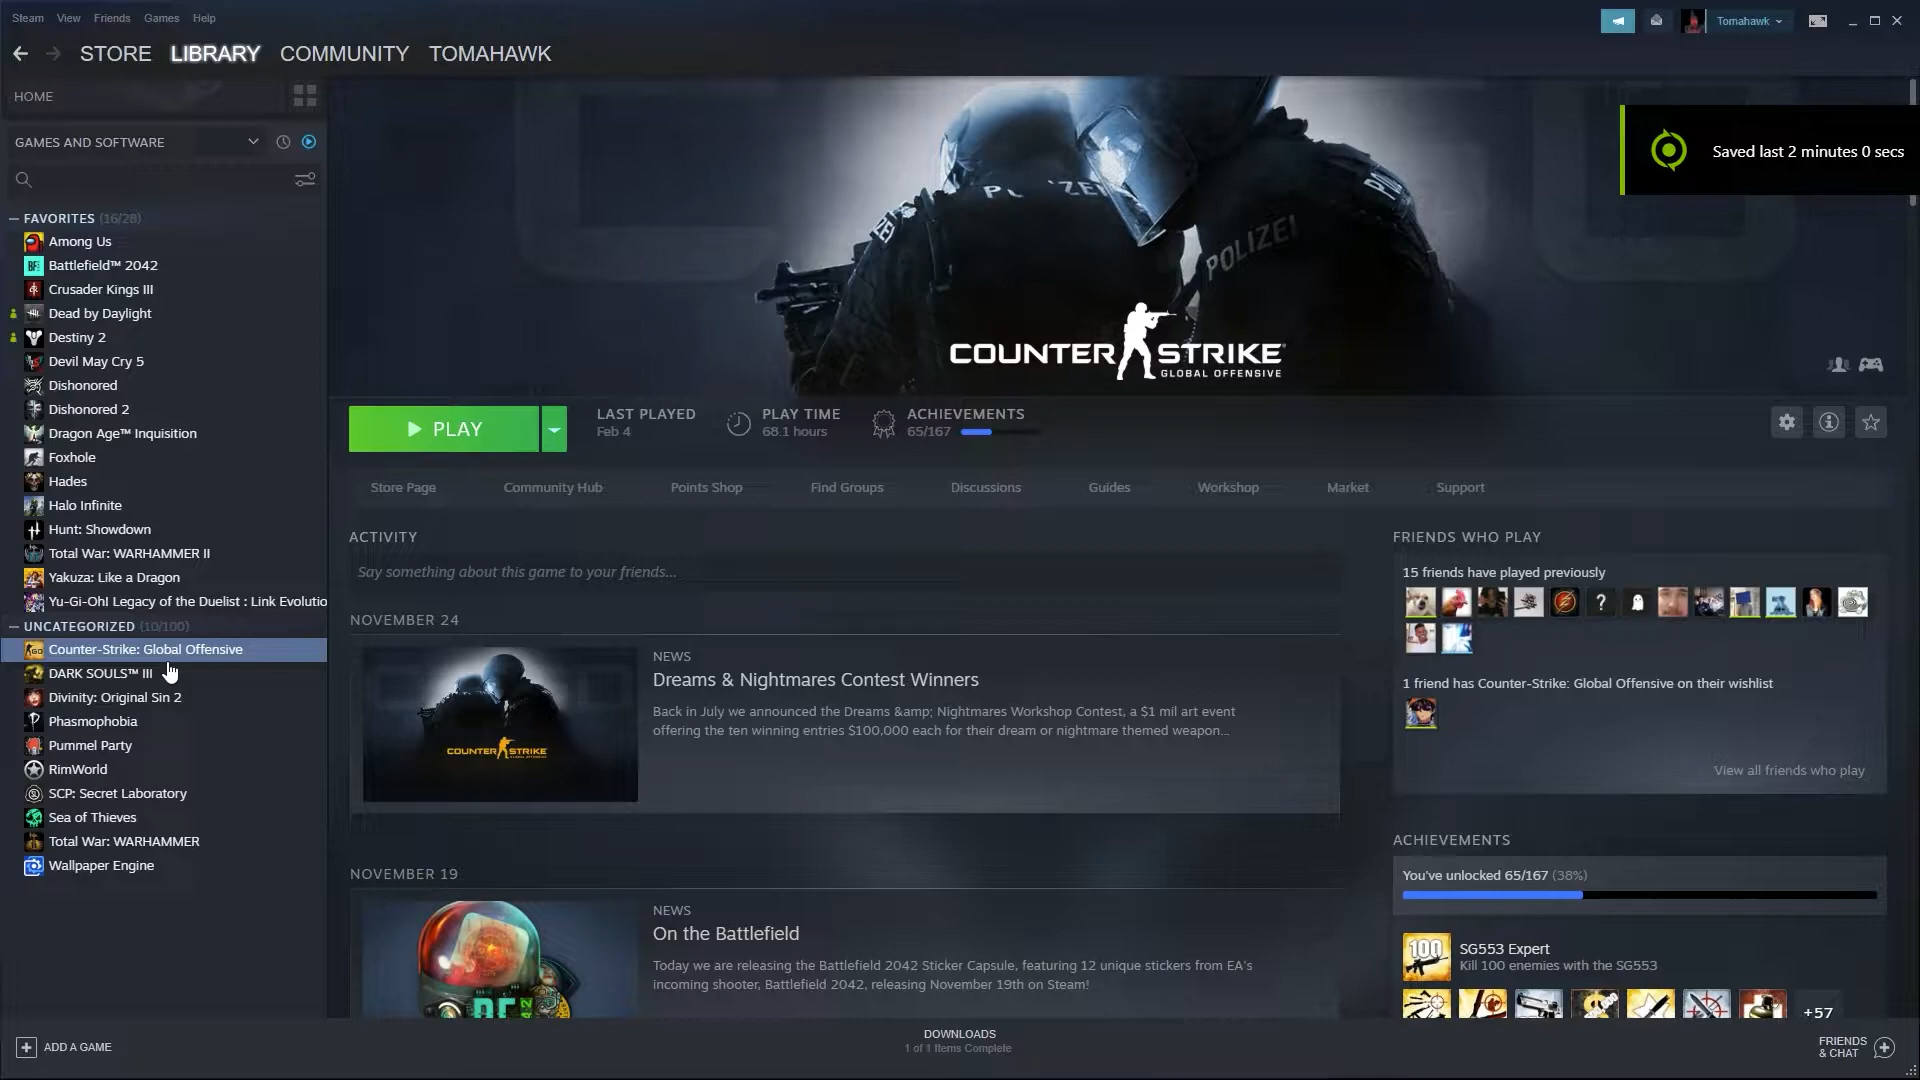 Steam View Friends Games Help
Tomahawk
STORE LIBRARY COMMUNITY TOMAHAWK
HOME
GAMES AND SOFTWARE
Saved last 2 minutes 0 secs
— FAVORITES (16/28)
Among Us
Battlefield™ 2042
Crusader Kings III
Dead by Daylight
Destiny 2
Devil May Cry 5
Dishonored
Dishonored 2
Dragon Age™ Inquisition
Foxhole
Hades
Halo Infinite
Hunt: Showdown
Total War: WARHAMMER II
Yakuza: Like a Dragon
Yu-Gi-Oh! Legacy of the Duelist : Link Evolutio
— UNCATEGORIZED (10/100)
Counter-Strike: Global Offensive
DARK SOULS™ III
Divinity: Original Sin 2
Phasmophobia
Pummel Party
RimWorld
SCP: Secret Laboratory
Sea of Thieves
Total War: WARHAMMER
Wallpaper Engine
POLIZEI
COUNTER STRIKE
GLOBAL OFFENSIVE
PLAY
LAST PLAYED
Feb 4
PLAY TIME
68.1 hours
ACHIEVEMENTS
65/167
Store Page Community Hub Points Shop Find Groups Discussions Guides Workshop Market Support
ACTIVITY
Say something about this game to your friends...
NOVEMBER 24
COUNTER STRIKE
NEWS
Dreams & Nightmares Contest Winners
Back in July we announced the Dreams &amp; Nightmares Workshop Contest, a $1 mil art event
offering the ten winning entries $100,000 each for their dream or nightmare themed weapon...
NOVEMBER 19
NEWS
On the Battlefield
Today we are releasing the Battlefield 2042 Sticker Capsule, featuring 12 unique stickers from EA's
incoming shooter, Battlefield 2042, releasing November 19th on Steam!
FRIENDS WHO PLAY
15 friends have played previously
?
1 friend has Counter-Strike: Global Offensive on their wishlist
View all friends who play
ACHIEVEMENTS
You've unlocked 65/167 (38%)
100
SG553 Expert
Kill 100 enemies with the SG553
+57
ADD A GAME
DOWNLOADS
1 of 1 Items Complete
FRIENDS
& CHAT